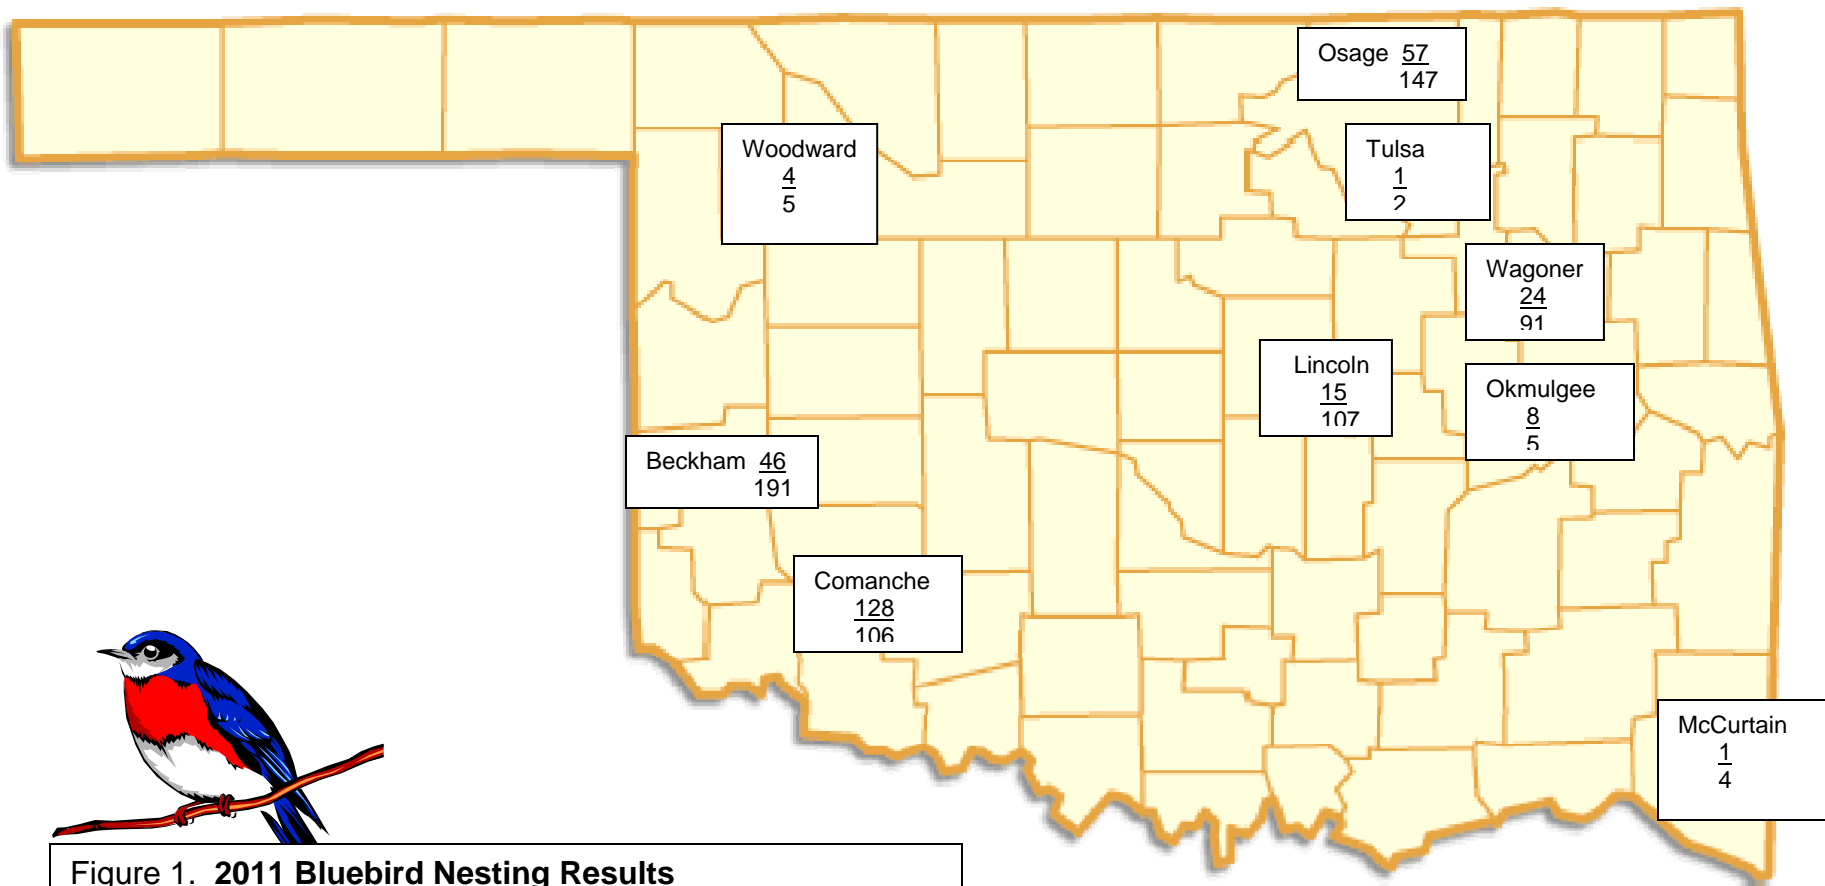 Osage 57
147
Woodward
4
5
Tulsa
1
2
Wagoner
24
91
Lincoln
15
107
Okmulgee
8
5
Beckham 46
191
Comanche
128
106
McCurtain
1
4
Figure 1. 2011 Bluebird Nesting Results